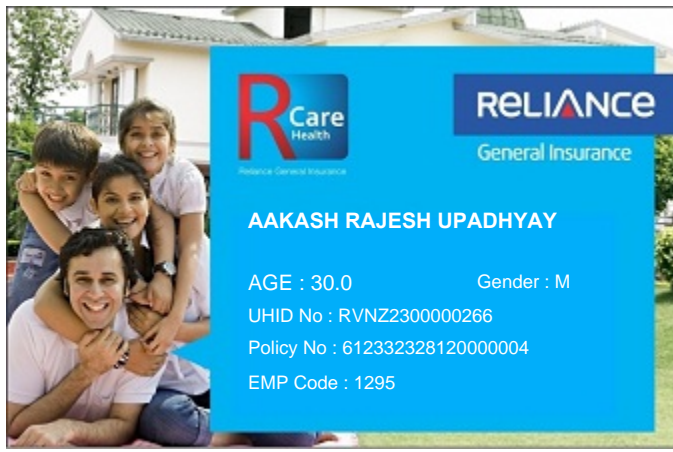 R Care
Health
Reliance General Insurance
RELIANCE
General Insurance
AAKASH RAJESH UPADHYAY
AGE : 30.0 Gender : M
UHID No : RVNZ2300000266
Policy No : 612332328120000004
EMP Code : 1295